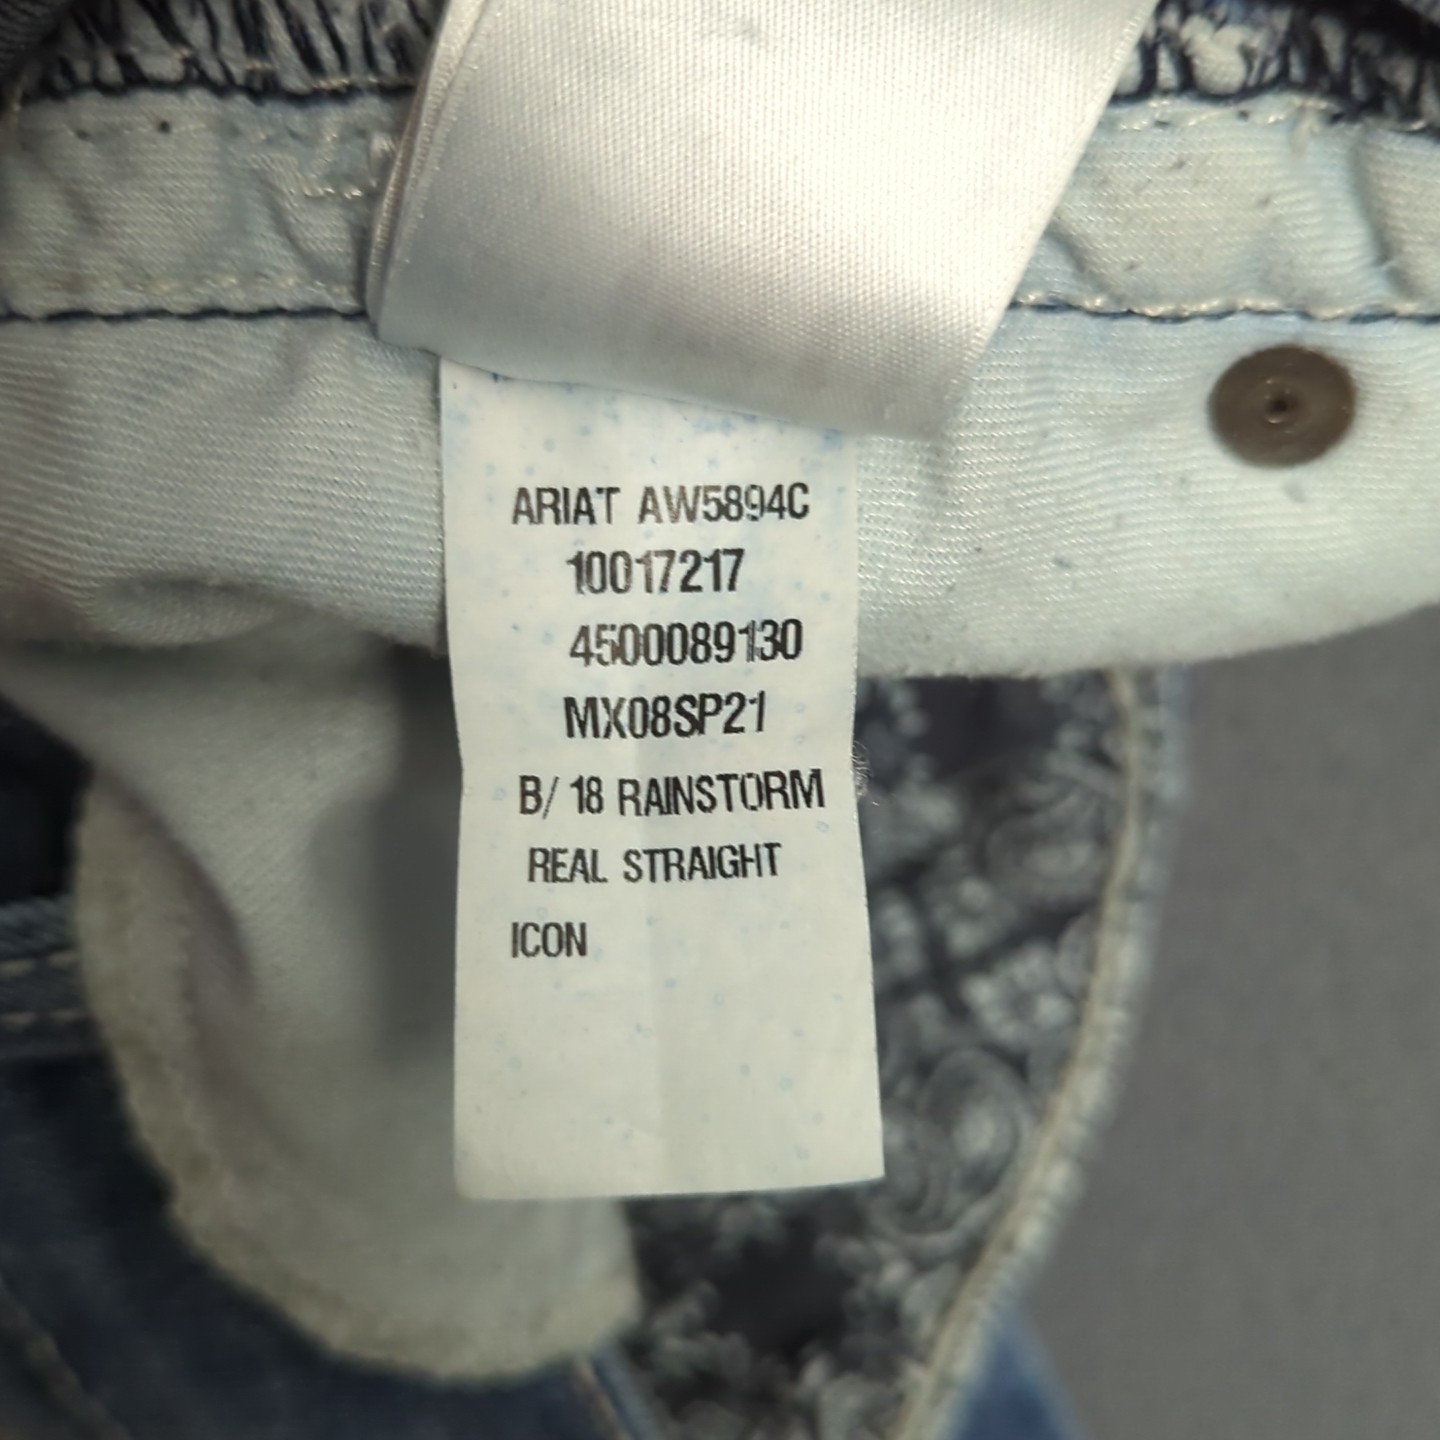 ARIAT AW5894C
10017217
4500089130
MX08SP21
B/ 18 RAINSTORM
REAL STRAIGHT
ICON